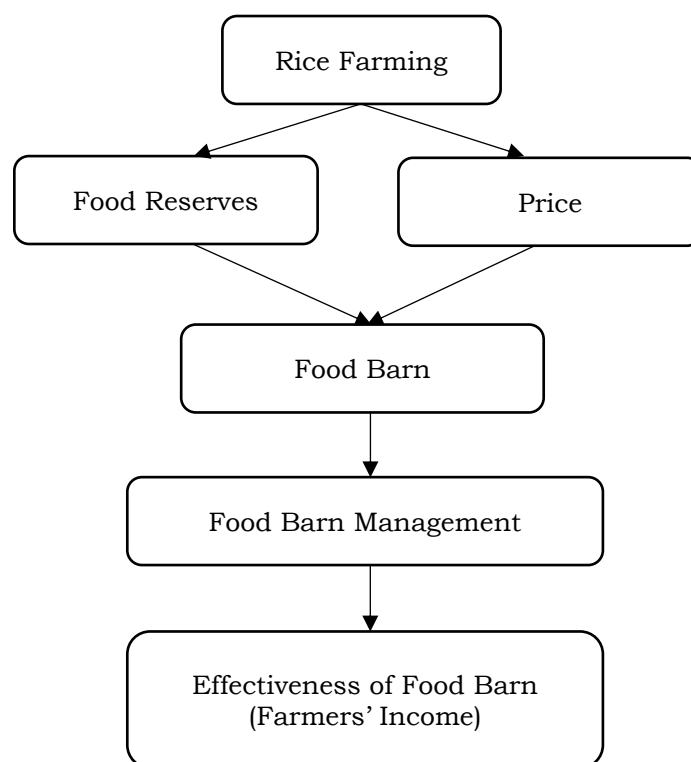 Rice Farming
Food Reserves
Price
Food Barn
Food Barn Management
Effectiveness of Food Barn
(Farmers’ Income)